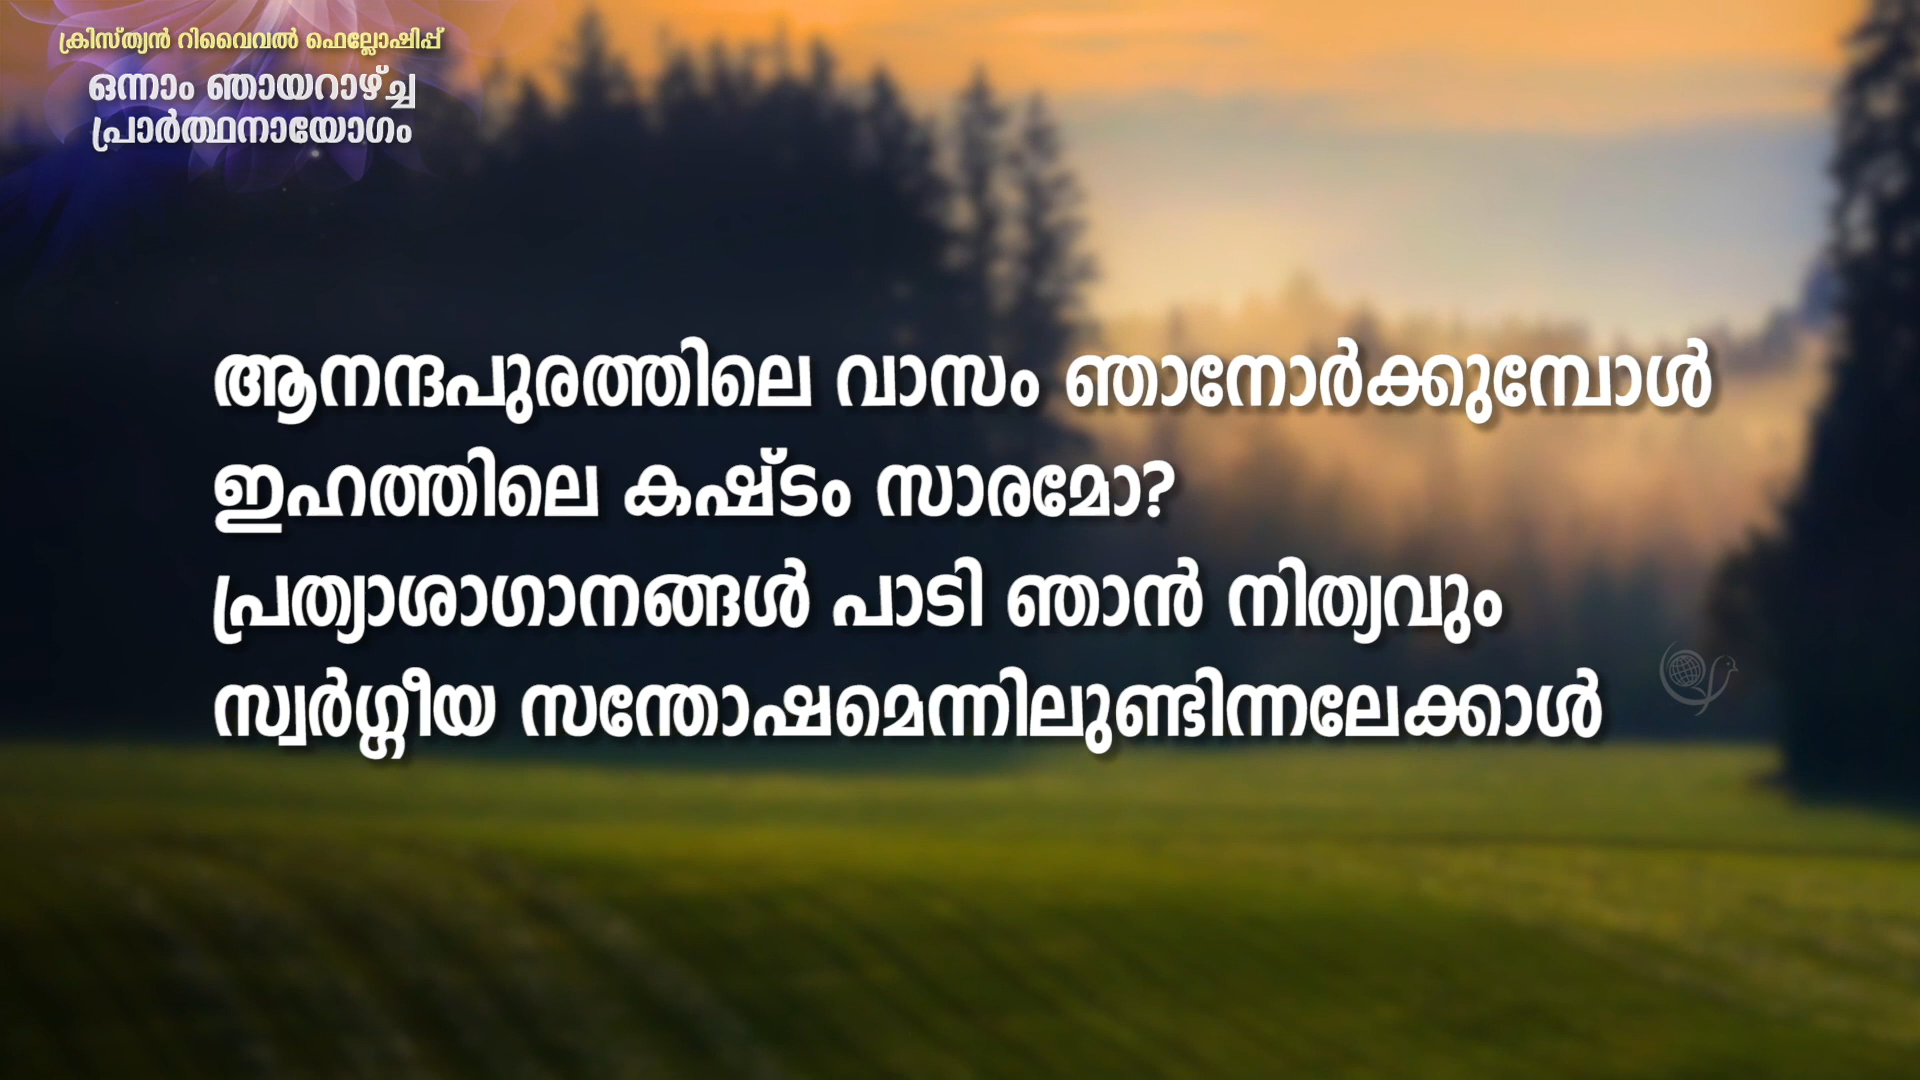 ക്രിസ്ത്യൻ റിവൈവൽ ഫെല്ലോഷിപ്പ്
ഒന്നാം ഞായറാഴ്ച്ച
പ്രാർത്ഥനായോഗം
ആനന്ദപുരത്തിലെ വാസം ഞാനോർക്കുമ്പോൾ
ഇഹത്തിലെ കഷ്ടം സാരമോ?
പ്രത്യാശാഗാനങ്ങൾ പാടി ഞാൻ നിത്യവും
സ്വർഗ്ഗീയ സന്തോഷമെന്നിലുണ്ടിന്നലേക്കാൾ